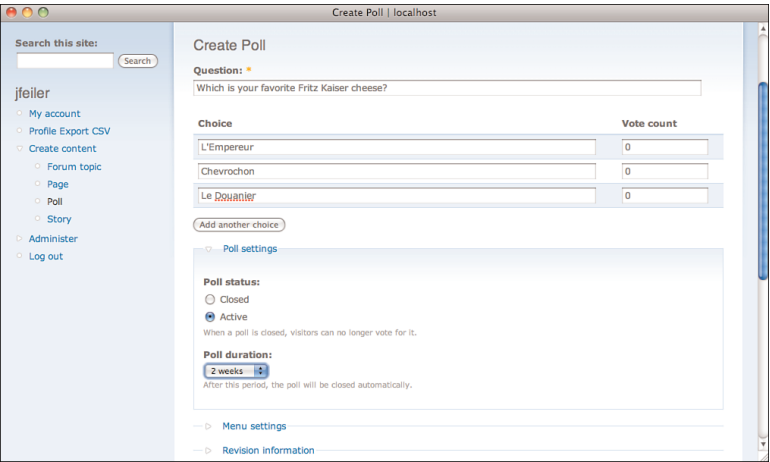 Create Poll | localhost
Search this site:
Search
jfeiler
My account
Profile Export CSV
Create content
Forum topic
Page
Poll
Story
Administer
Log out
Create Poll
Question: *
Which is your favorite Fritz Kaiser cheese?
Choice Vote count
L'Empereur 0
Chevrochon 0
Le Douanier 0
Add another choice
Poll settings
Poll status:
Closed
Active
When a poll is closed, visitors can no longer vote for it.
Poll duration:
2 weeks
After this period, the poll will be closed automatically.
Menu settings
Revision information